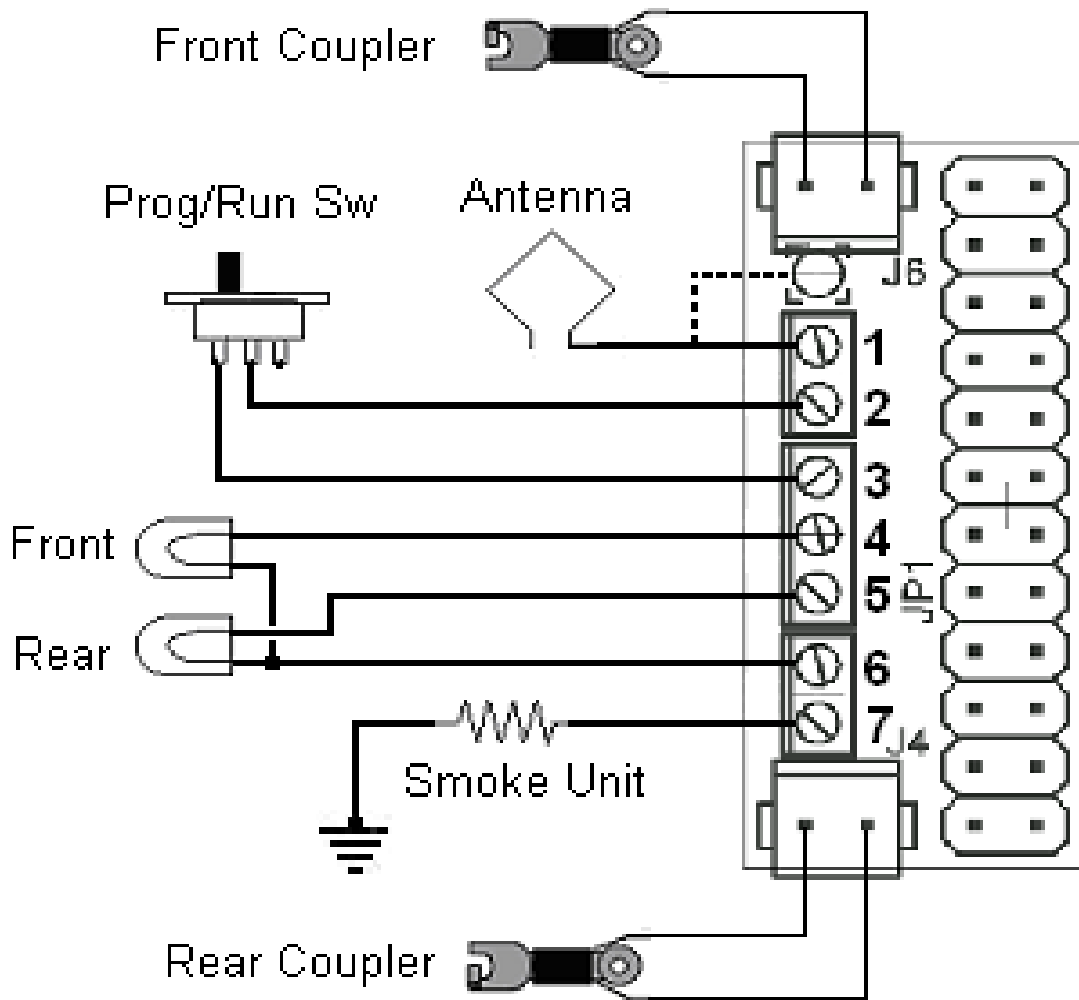 Front Coupler
Prog/Run Sw
Antenna
J6
1
2
3
Front
4
5
JP1
Rear
6
7
J4
Smoke Unit
Rear Coupler